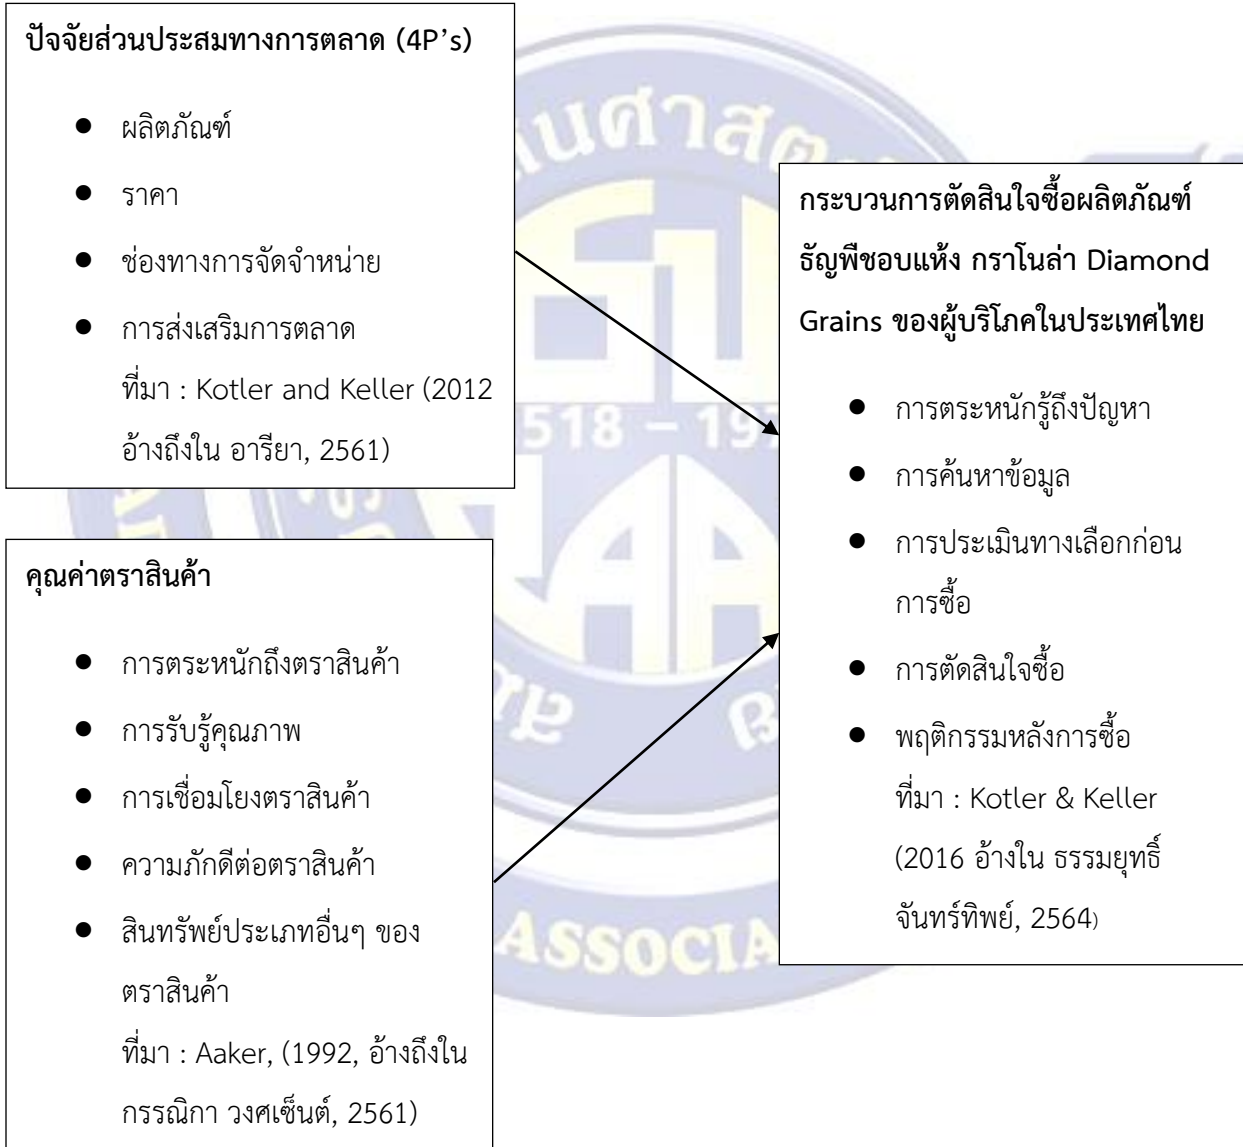 ปัจจัยส่วนประสมทางการตลาด (4P's)
● ผลิตภัณฑ์
● ราคา
● ช่องทางการจัดจำหน่าย
● การส่งเสริมการตลาด
ที่มา : Kotler and Keller (2012
อ้างถึงใน อารียา, 2561)
คุณค่าตราสินค้า
● การตระหนักถึงตราสินค้า
● การรับรู้คุณภาพ
● การเชื่อมโยงตราสินค้า
● ความภักดีต่อตราสินค้า
● สินทรัพย์ประเภทอื่นๆ ของ
ตราสินค้า
ที่มา : Aaker, (1992, อ้างถึงใน
กรรณิกา วงศเซ็นต์, 2561)
กระบวนการตัดสินใจซื้อผลิตภัณฑ์
ธัญพืชอบแห้ง กราโนล่า Diamond
Grains ของผู้บริโภคในประเทศไทย
● การตระหนักรู้ถึงปัญหา
● การค้นหาข้อมูล
● การประเมินทางเลือกก่อน
การซื้อ
● การตัดสินใจซื้อ
● พฤติกรรมหลังการซื้อ
ที่มา : Kotler & Keller
(2016 อ้างใน ธรรมยุทธิ์
จันทร์ทิพย์, 2564)
518 – 197
ASSOCIA